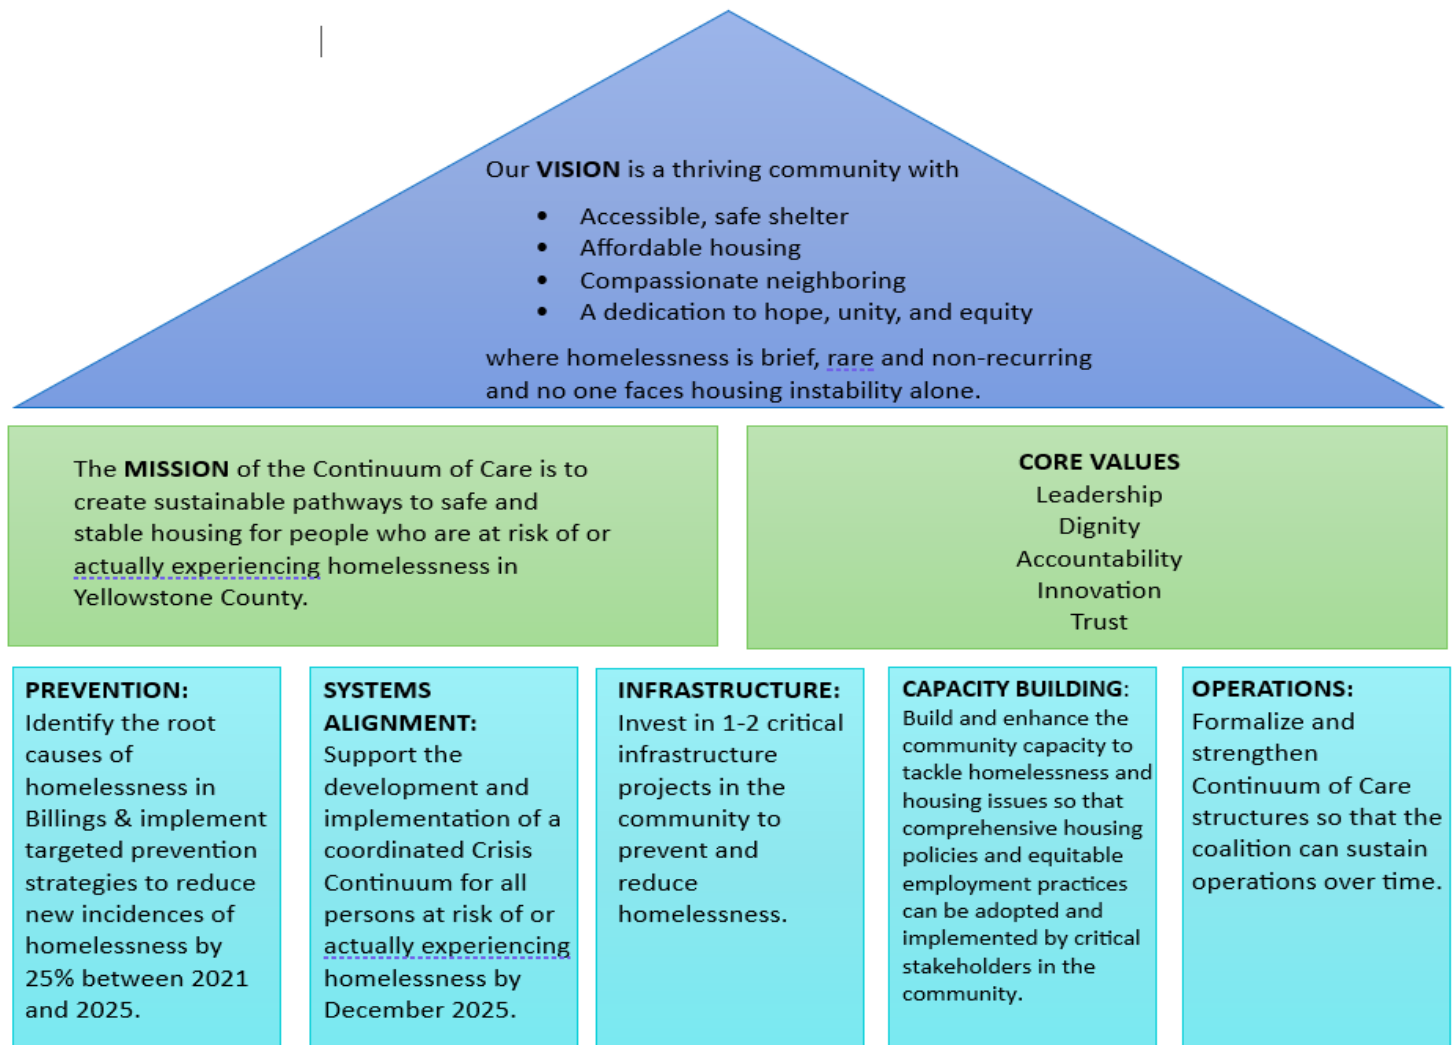 Our VISION is a thriving community with
• Accessible, safe shelter
• Affordable housing
• Compassionate neighboring
• A dedication to hope, unity, and equity
where homelessness is brief, rare and non-recurring
and no one faces housing instability alone.
The MISSION of the Continuum of Care is to
create sustainable pathways to safe and
stable housing for people who are at risk of or
actually experiencing homelessness in
Yellowstone County.
CORE VALUES
Leadership
Dignity
Accountability
Innovation
Trust
PREVENTION:
Identify the root
causes of
homelessness in
Billings & implement
targeted prevention
strategies to reduce
new incidences of
homelessness by
25% between 2021
and 2025.
SYSTEMS
ALIGNMENT:
Support the
development and
implementation of a
coordinated Crisis
Continuum for all
persons at risk of or
actually experiencing
homelessness by
December 2025.
INFRASTRUCTURE:
Invest in 1-2 critical
infrastructure
projects in the
community to
prevent and
reduce
homelessness.
CAPACITY BUILDING:
Build and enhance the
community capacity to
tackle homelessness and
housing issues so that
comprehensive housing
policies and equitable
employment practices
can be adopted and
implemented by critical
stakeholders in the
community.
OPERATIONS:
Formalize and
strengthen
Continuum of Care
structures so that the
coalition can sustain
operations over time.